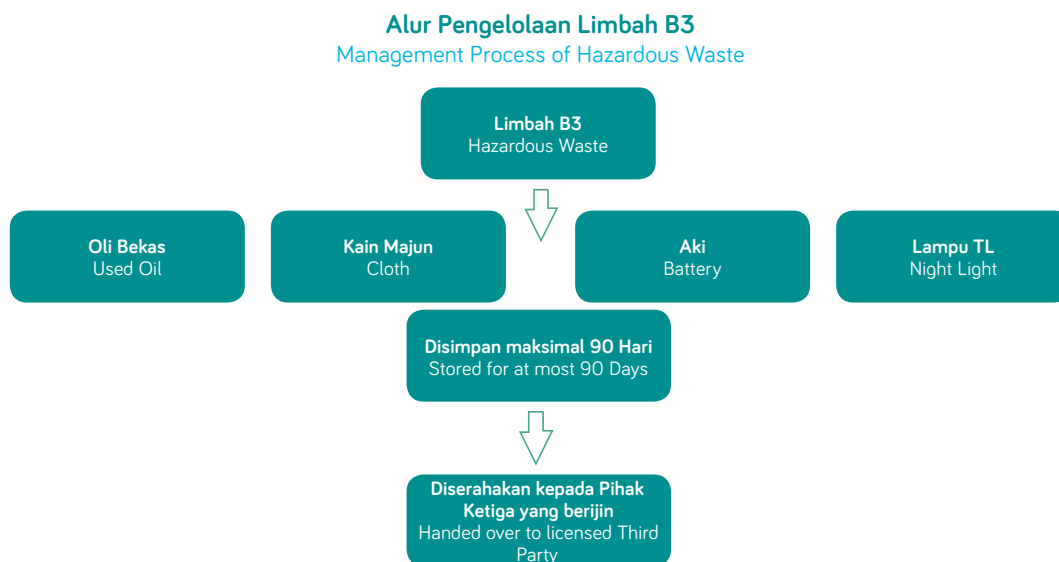 Alur Pengelolaan Limbah B3
Management Process of Hazardous Waste
Limbah B3
Hazardous Waste
Oli Bekas
Used Oil
Kain Majun
Cloth
Aki
Battery
Lampu TL
Night Light
Disimpan maksimal 90 Hari
Stored for at most 90 Days
Diserahakan kepada Pihak
Ketiga yang berijin
Handed over to licensed Third
Party